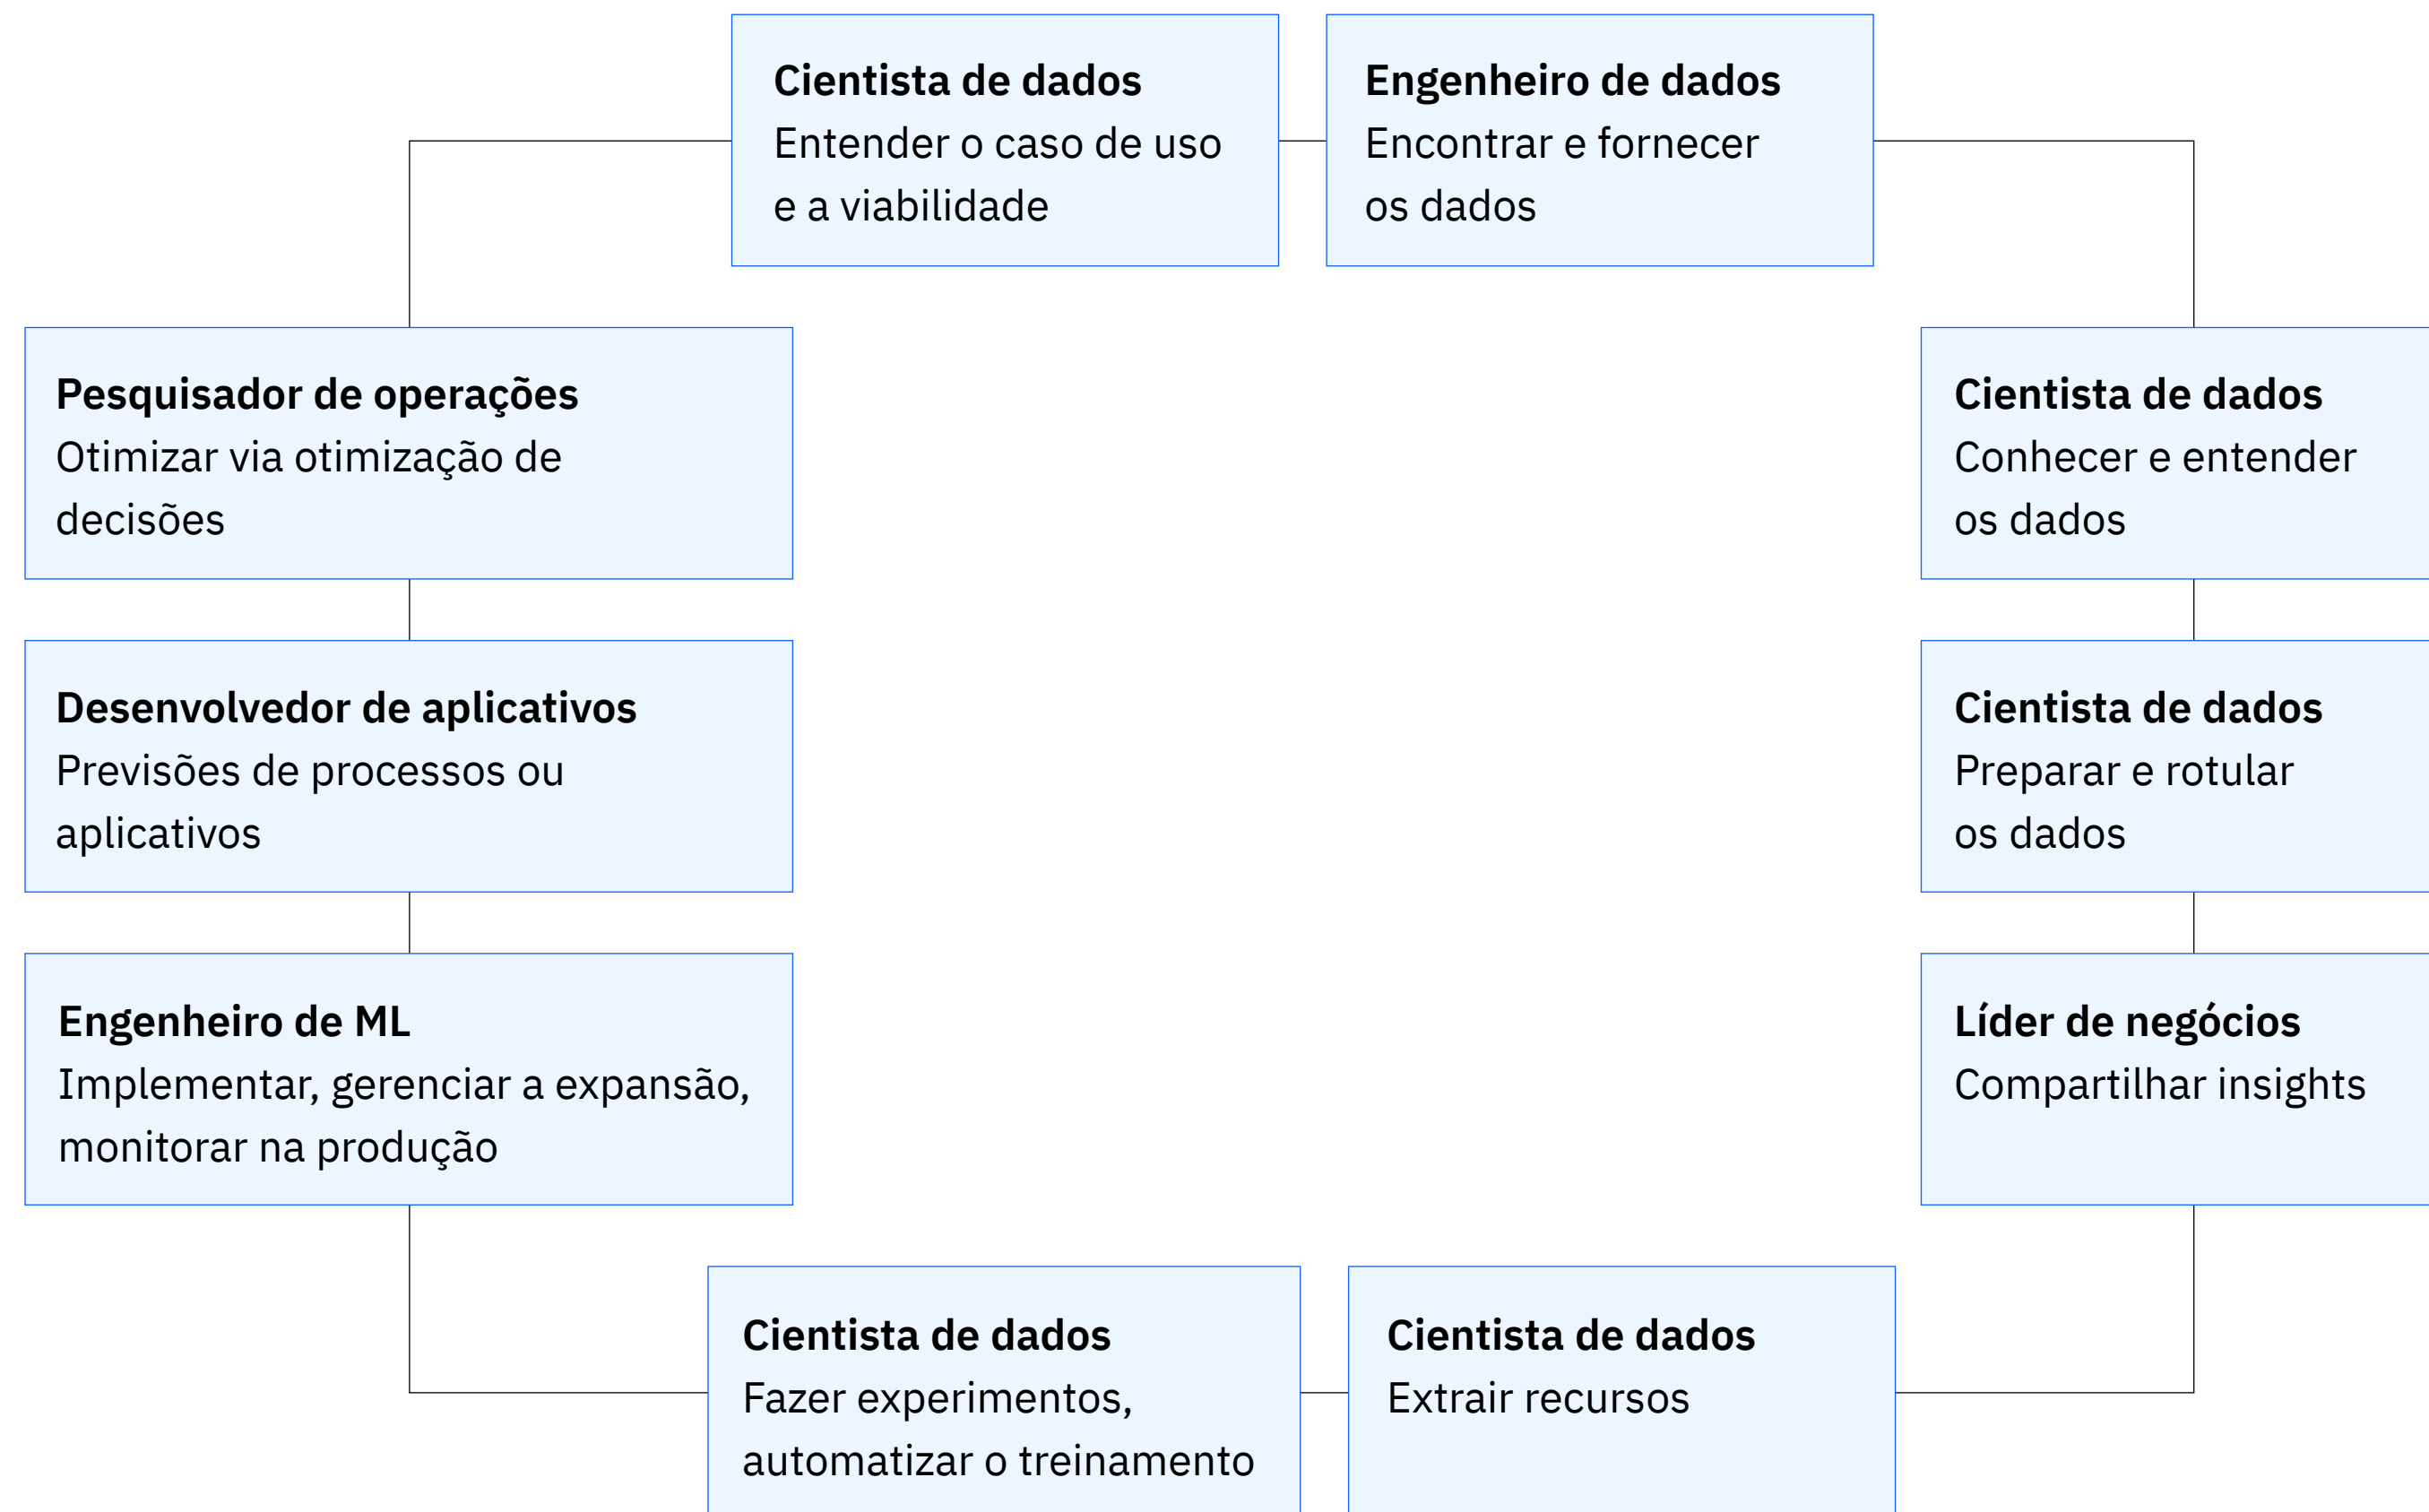 Cientista de dados
Entender o caso de uso
e a viabilidade
Engenheiro de dados
Encontrar e fornecer
os dados
Pesquisador de operações
Otimizar via otimização de
decisões
Cientista de dados
Conhecer e entender
os dados
Desenvolvedor de aplicativos
Previsões de processos ou
aplicativos
Cientista de dados
Preparar e rotular
os dados
Engenheiro de ML
Implementar, gerenciar a expansão,
monitorar na produção
Líder de negócios
Compartilhar insights
Cientista de dados
Fazer experimentos,
automatizar o treinamento
Cientista de dados
Extrair recursos